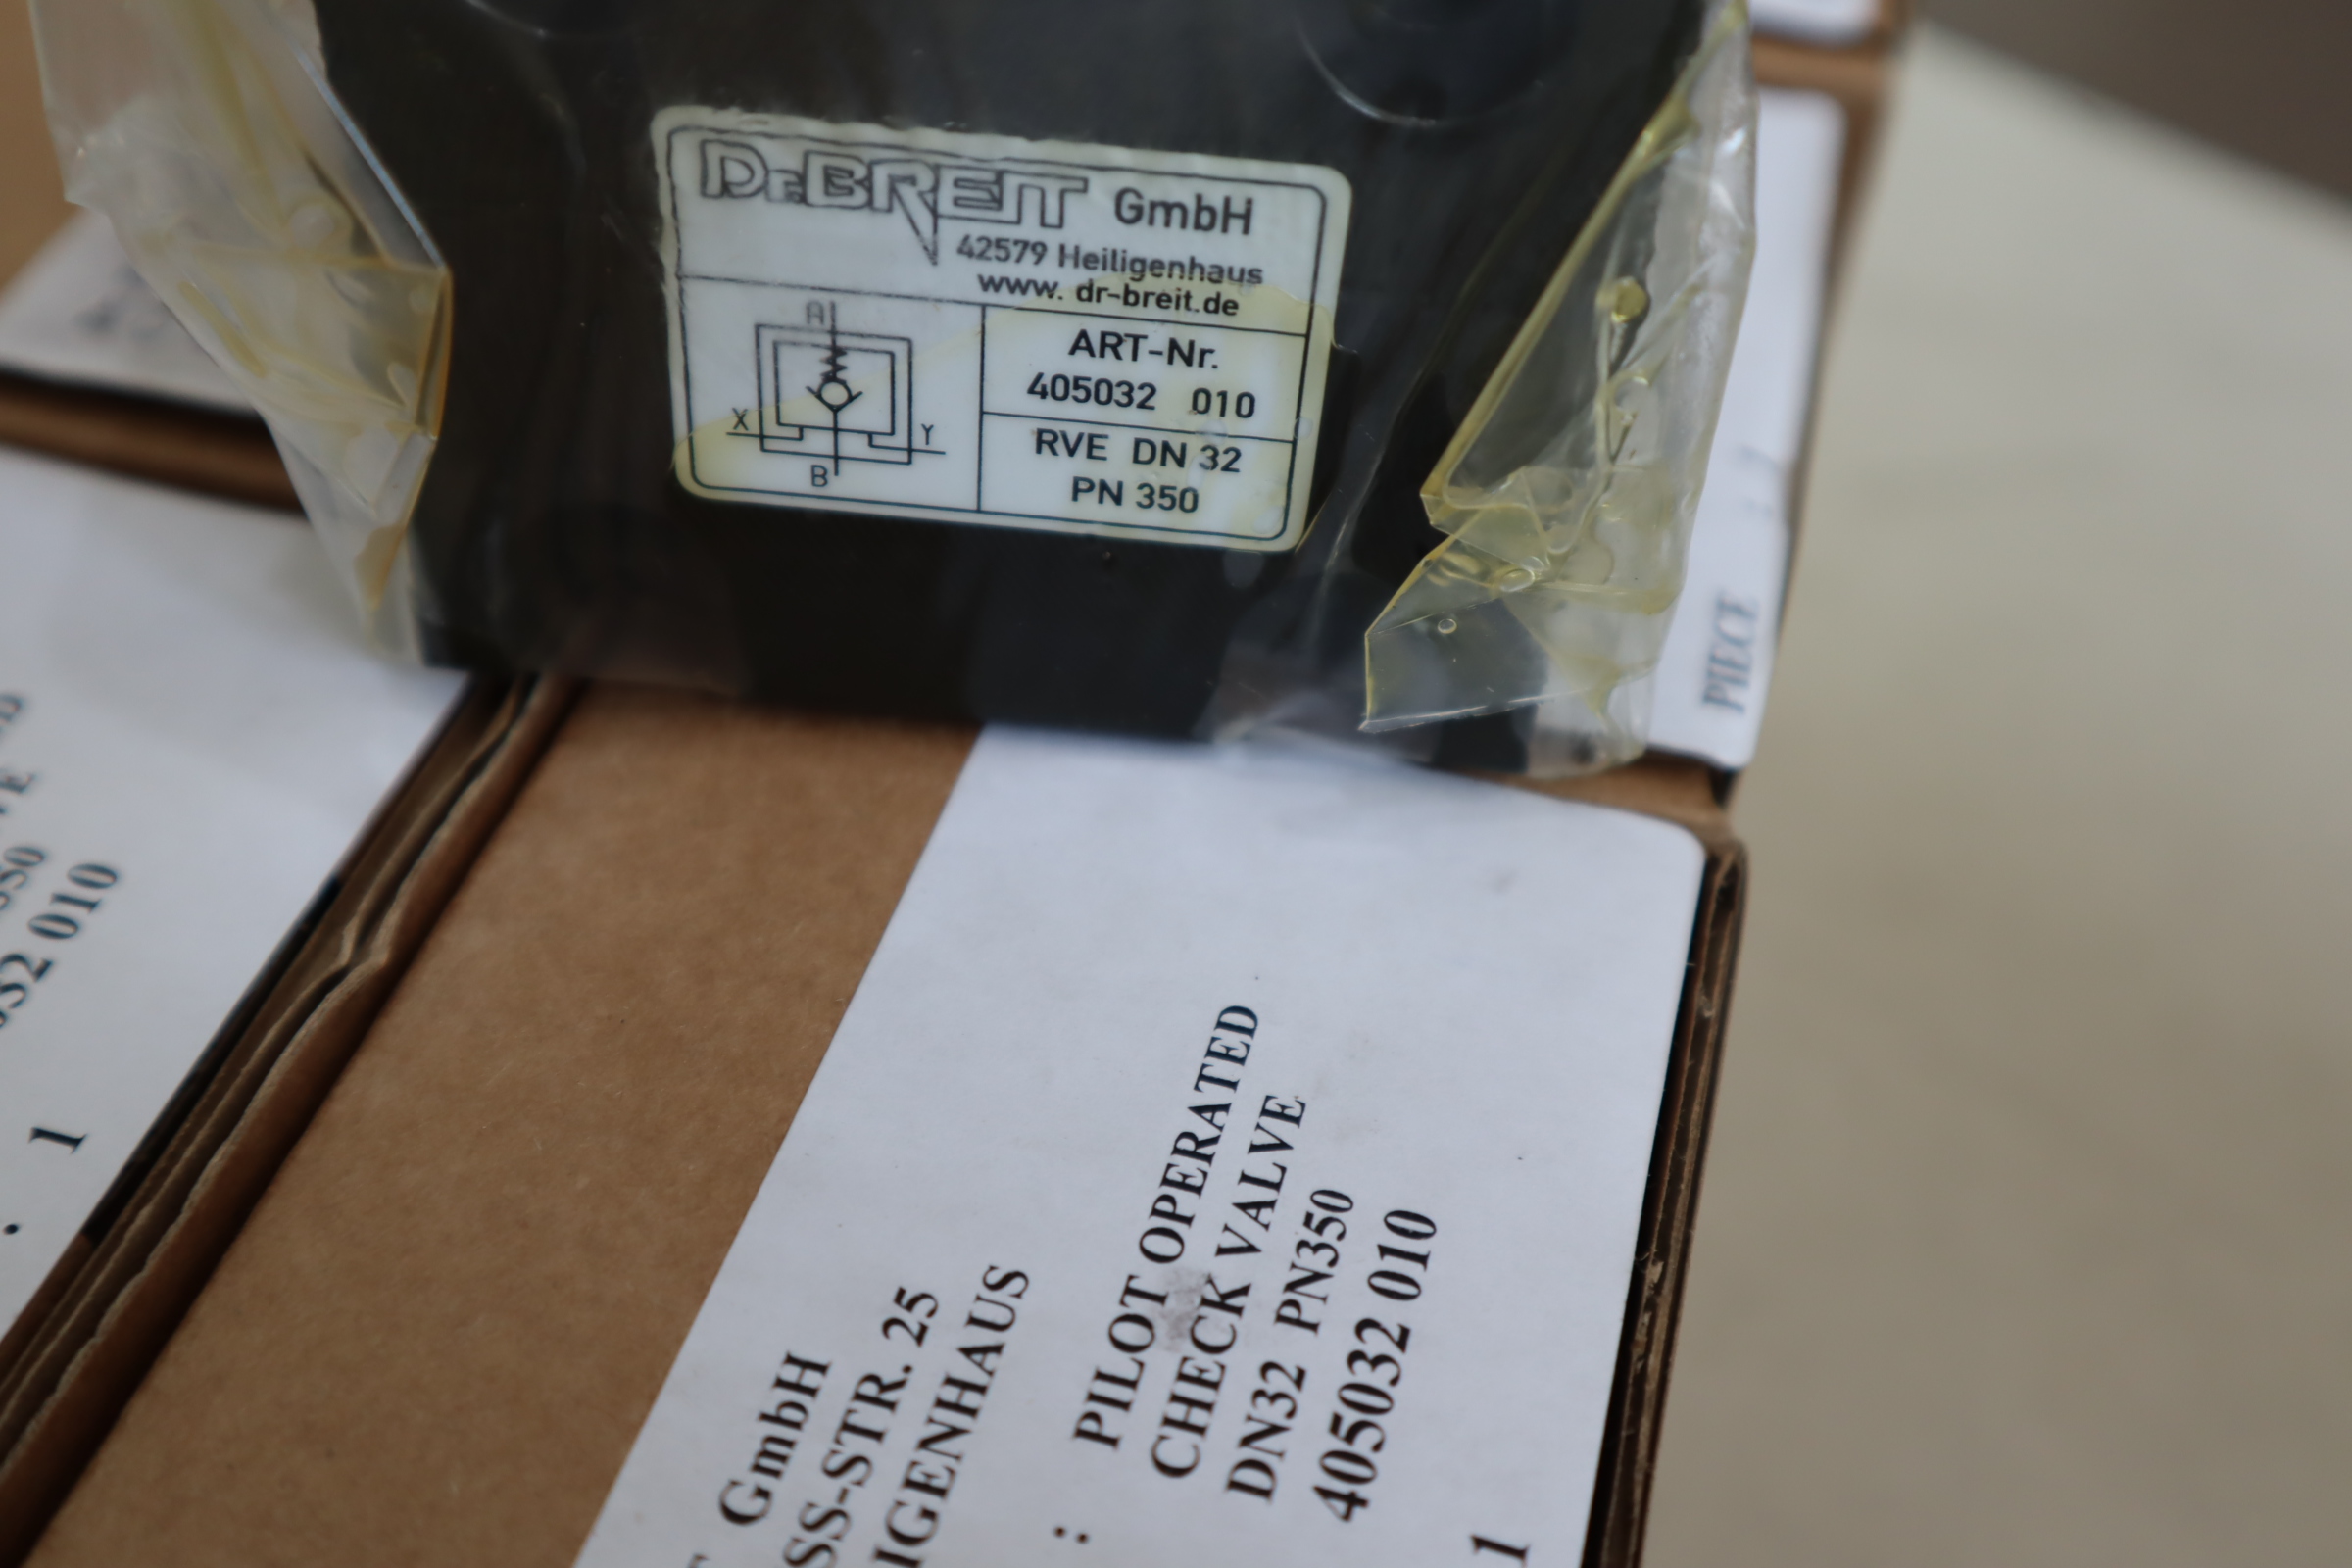 Dr.BREIT GmbH
42579 Heiligenhaus
www. dr-breit.de
A
X
Y
B
ART-Nr.
405032 010
RVE DN 32
PN 350
PIECE
010
1
GmbH
SS-STR. 25
IGENHAUS
: PILOT OPERATED
CHECK VALVE
DN32 PN350
405032 010
1